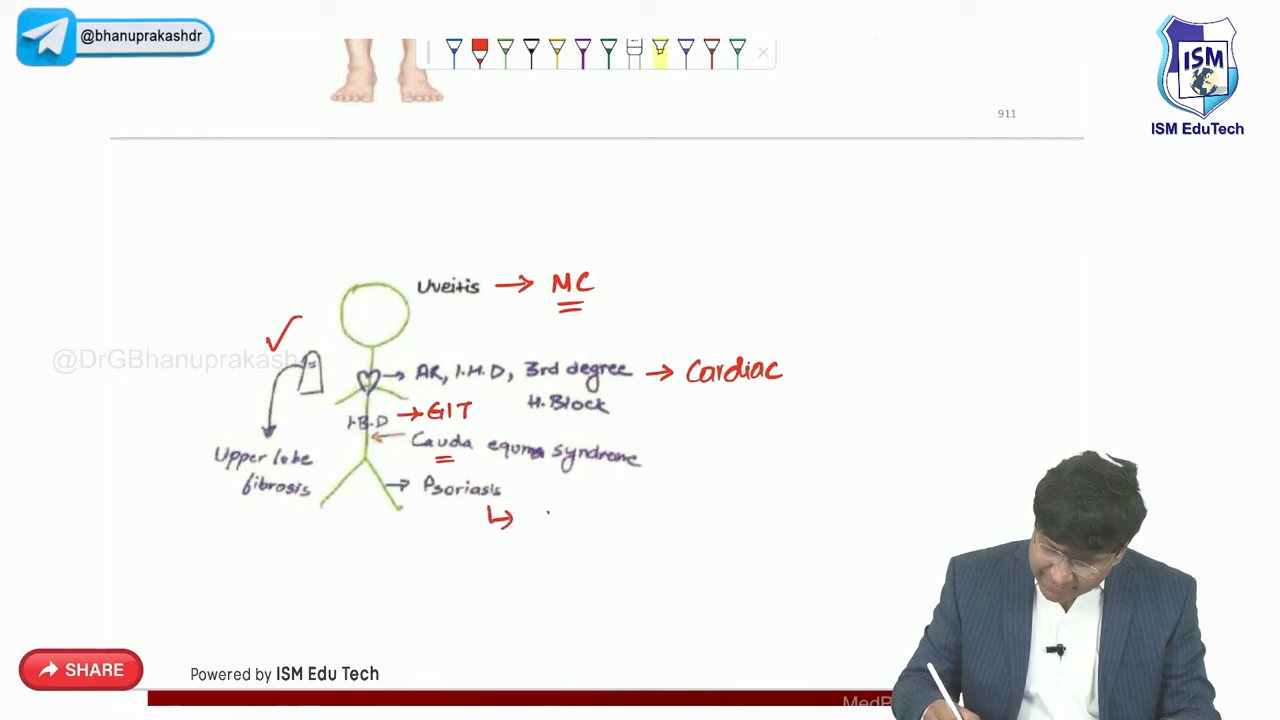 @bhanuprakashdr
ISM
ISM EduTech
911
Uveitis → MC
@DrGBhanuprakash
AR, I.H.D, 3rd degree → Cardiac
H. Block
I.B.D → GIT
Cauda equina syndrome
Upper lobe
fibrosis
Psoriasis
SHARE
Powered by ISM Edu Tech